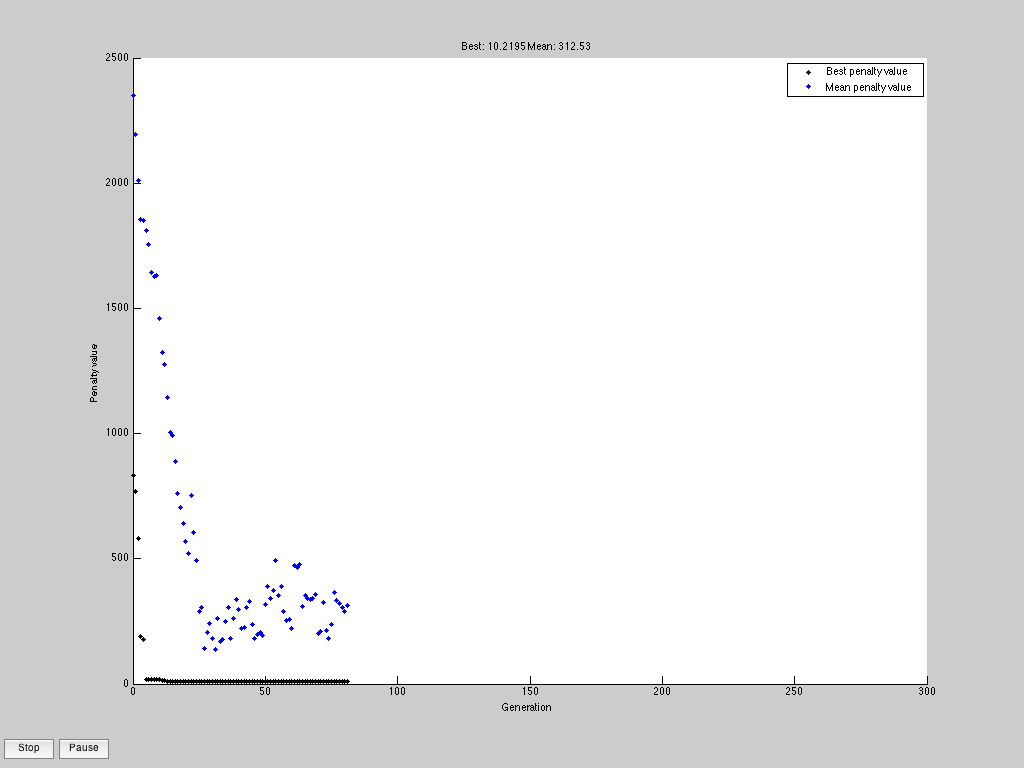 Best: 10.2195 Mean: 312.53
2500
Best penalty value
Mean penalty value
2000
1500
Penalty value
1000
500
0
0 50 100 150 200 250 300
Generation
Stop Pause